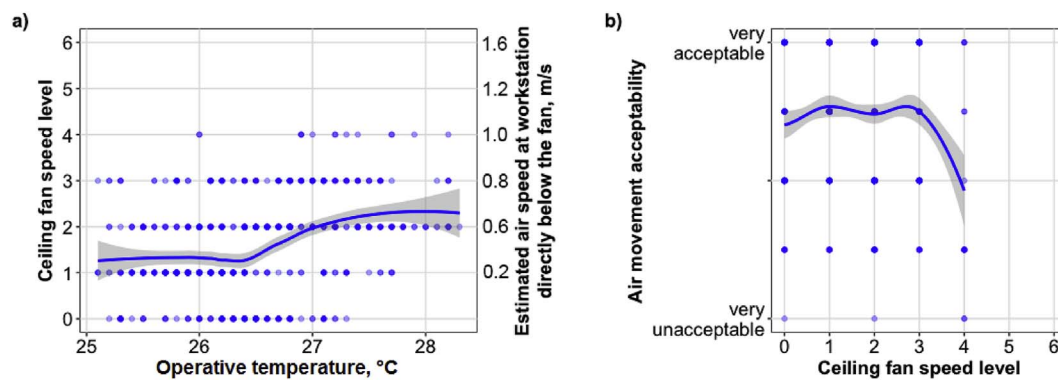 a)
Ceiling fan speed level
6
5
4
3
2
1
0
25
26
27
28
Operative temperature, °C
1.6
1.2
1.0
0.8
0.6
0.2
Estimated air speed at workstation
directly below the fan, m/s
b)
Air movement acceptability
very
acceptable
very
unacceptable
0
1
2
3
4
5
6
Ceiling fan speed level